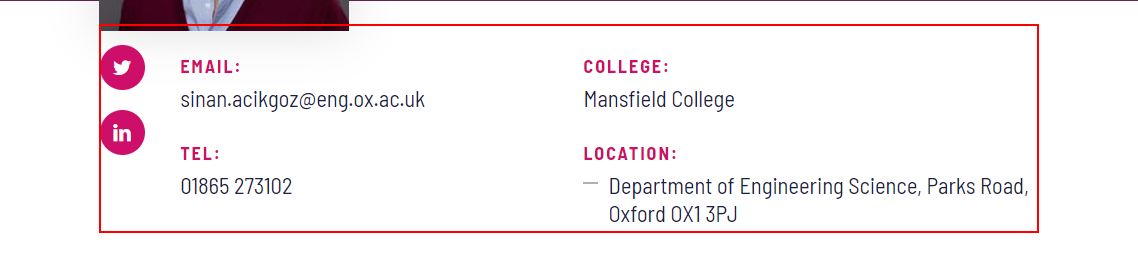 EMAIL:
sinan.acikgoz@eng.ox.ac.uk
TEL:
01865 273102
COLLEGE:
Mansfield College
LOCATION:
— Department of Engineering Science, Parks Road,
Oxford OX1 3PJ
in